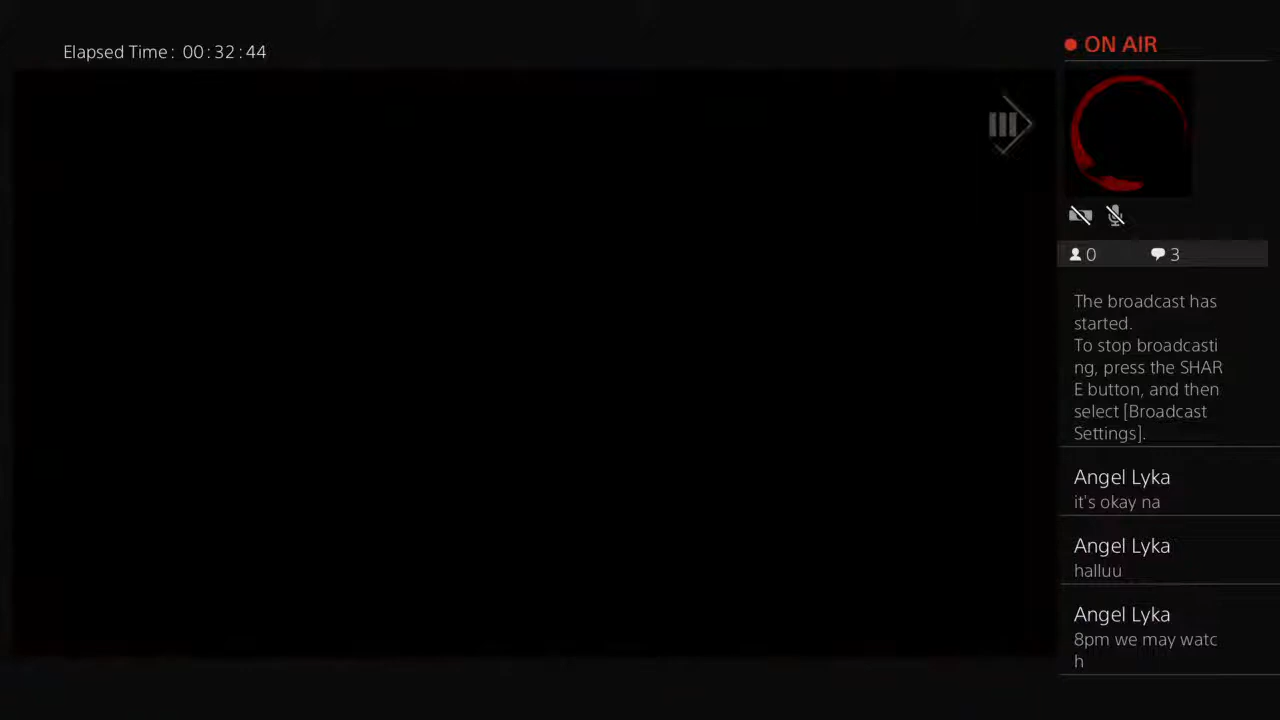 Elapsed Time: 00:32:44
ON AIR
0 3
The broadcast has
started.
To stop broadcasti
ng, press the SHAR
E button, and then
select [Broadcast
Settings].
Angel Lyka
it's okay na
Angel Lyka
halluu
Angel Lyka
8pm we may watc
h